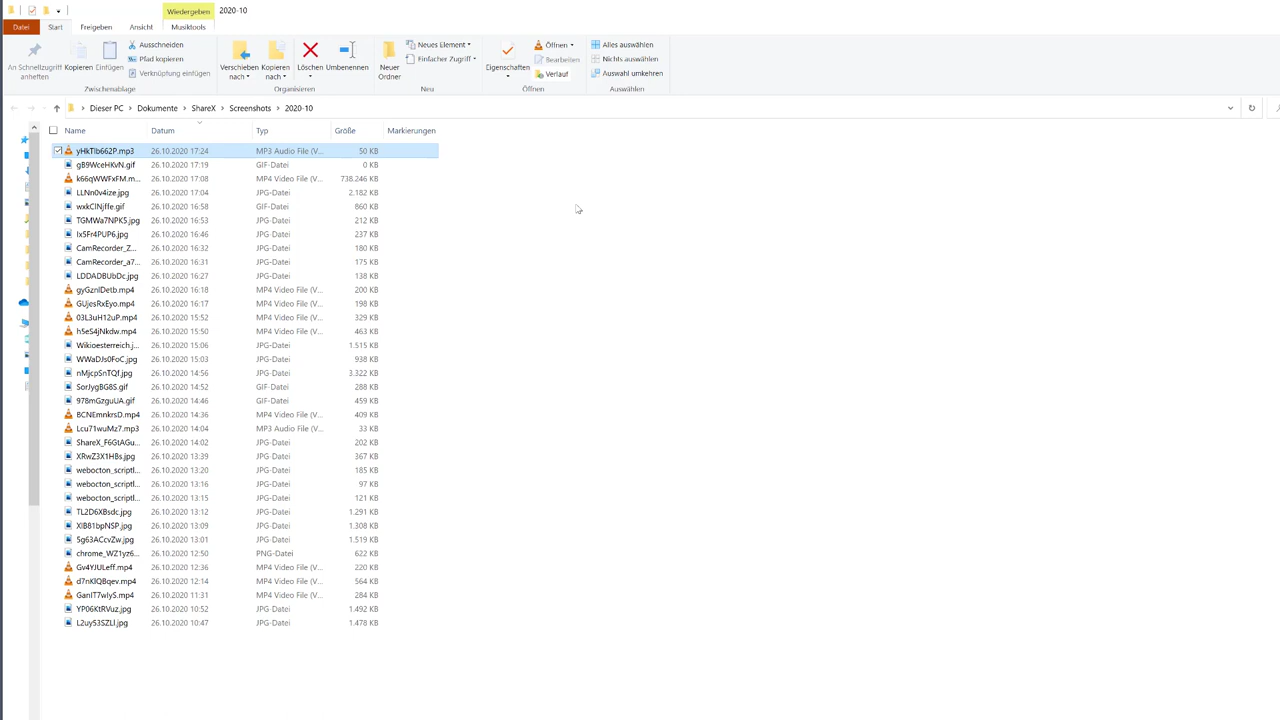 Wiedergeben 2020-10
Datei Start Freigeben Ansicht Musiktools
An Schnellzugriff anheften Kopieren Einfügen Ausschneiden Pfad kopieren Verknüpfung einfügen
Verschieben nach Kopieren nach Löschen Umbenennen
Neuer Ordner Neues Element Einfacher Zugriff
Eigenschaften Öffnen Bearbeiten Verlauf
Alles auswählen Nichts auswählen Auswahl umkehren
Zwischenablage Organisieren Neu Öffnen Auswählen
Dieser PC Dokumente ShareX Screenshots 2020-10
Name Datum Typ Größe Markierungen
yHkTIb662P.mp3 26.10.2020 17:24 MP3 Audio File (V... 50 KB
gB9WceHKvN.gif 26.10.2020 17:19 GIF-Datei 0 KB
k66qWWFxFM.m... 26.10.2020 17:08 MP4 Video File (V... 738.246 KB
LLNn0v4ize.jpg 26.10.2020 17:04 JPG-Datei 2.182 KB
wxkClNjffe.gif 26.10.2020 16:58 GIF-Datei 860 KB
TGMWa7NPK5.jpg 26.10.2020 16:53 JPG-Datei 212 KB
IxSFr4PUP6.jpg 26.10.2020 16:46 JPG-Datei 237 KB
CamRecorder_Z... 26.10.2020 16:32 JPG-Datei 180 KB
CamRecorder_a7... 26.10.2020 16:31 JPG-Datei 175 KB
LDDADBUbDc.jpg 26.10.2020 16:27 JPG-Datei 138 KB
gyGznlDetb.mp4 26.10.2020 16:18 MP4 Video File (V... 200 KB
GUJesRxEyo.mp4 26.10.2020 16:17 MP4 Video File (V... 198 KB
03L3uH12uP.mp4 26.10.2020 15:52 MP4 Video File (V... 329 KB
h5eS4jNkdw.mp4 26.10.2020 15:50 MP4 Video File (V... 463 KB
Wikioesterreich.j... 26.10.2020 15:06 JPG-Datei 1.515 KB
WWaDJs0FoC.jpg 26.10.2020 15:03 JPG-Datei 938 KB
nMjcpSnTQf.jpg 26.10.2020 14:56 JPG-Datei 3.322 KB
SorJygBG8S.gif 26.10.2020 14:52 GIF-Datei 288 KB
978mGzguUA.gif 26.10.2020 14:40 GIF-Datei 459 KB
BCNEmnkrsD.mp4 26.10.2020 14:36 MP4 Video File (V... 409 KB
Lcu71wuMz7.mp3 26.10.2020 14:04 MP3 Audio File (V... 33 KB
ShareX_F6GtAGu... 26.10.2020 14:02 JPG-Datei 202 KB
XRwZ3X1HBs.jpg 26.10.2020 13:39 JPG-Datei 367 KB
webocton_scriptl... 26.10.2020 13:20 JPG-Datei 185 KB
webocton_scriptl... 26.10.2020 13:16 JPG-Datei 97 KB
webocton_scriptl... 26.10.2020 13:15 JPG-Datei 121 KB
TL2D6XBsdc.jpg 26.10.2020 13:12 JPG-Datei 1.291 KB
XIB81bpNSP.jpg 26.10.2020 13:09 JPG-Datei 1.308 KB
5g63ACcvZw.jpg 26.10.2020 13:01 JPG-Datei 1.519 KB
chrome_WZ1yz6... 26.10.2020 12:50 PNG-Datei 622 KB
Gv4YJULeff.mp4 26.10.2020 12:36 MP4 Video File (V... 220 KB
d7nKlQBqev.mp4 26.10.2020 12:14 MP4 Video File (V... 564 KB
GanIT7wIyS.mp4 26.10.2020 11:31 MP4 Video File (V... 284 KB
YP06KtRVuz.jpg 26.10.2020 10:52 JPG-Datei 1.492 KB
L2uy53SZLl.jpg 26.10.2020 10:47 JPG-Datei 1.478 KB